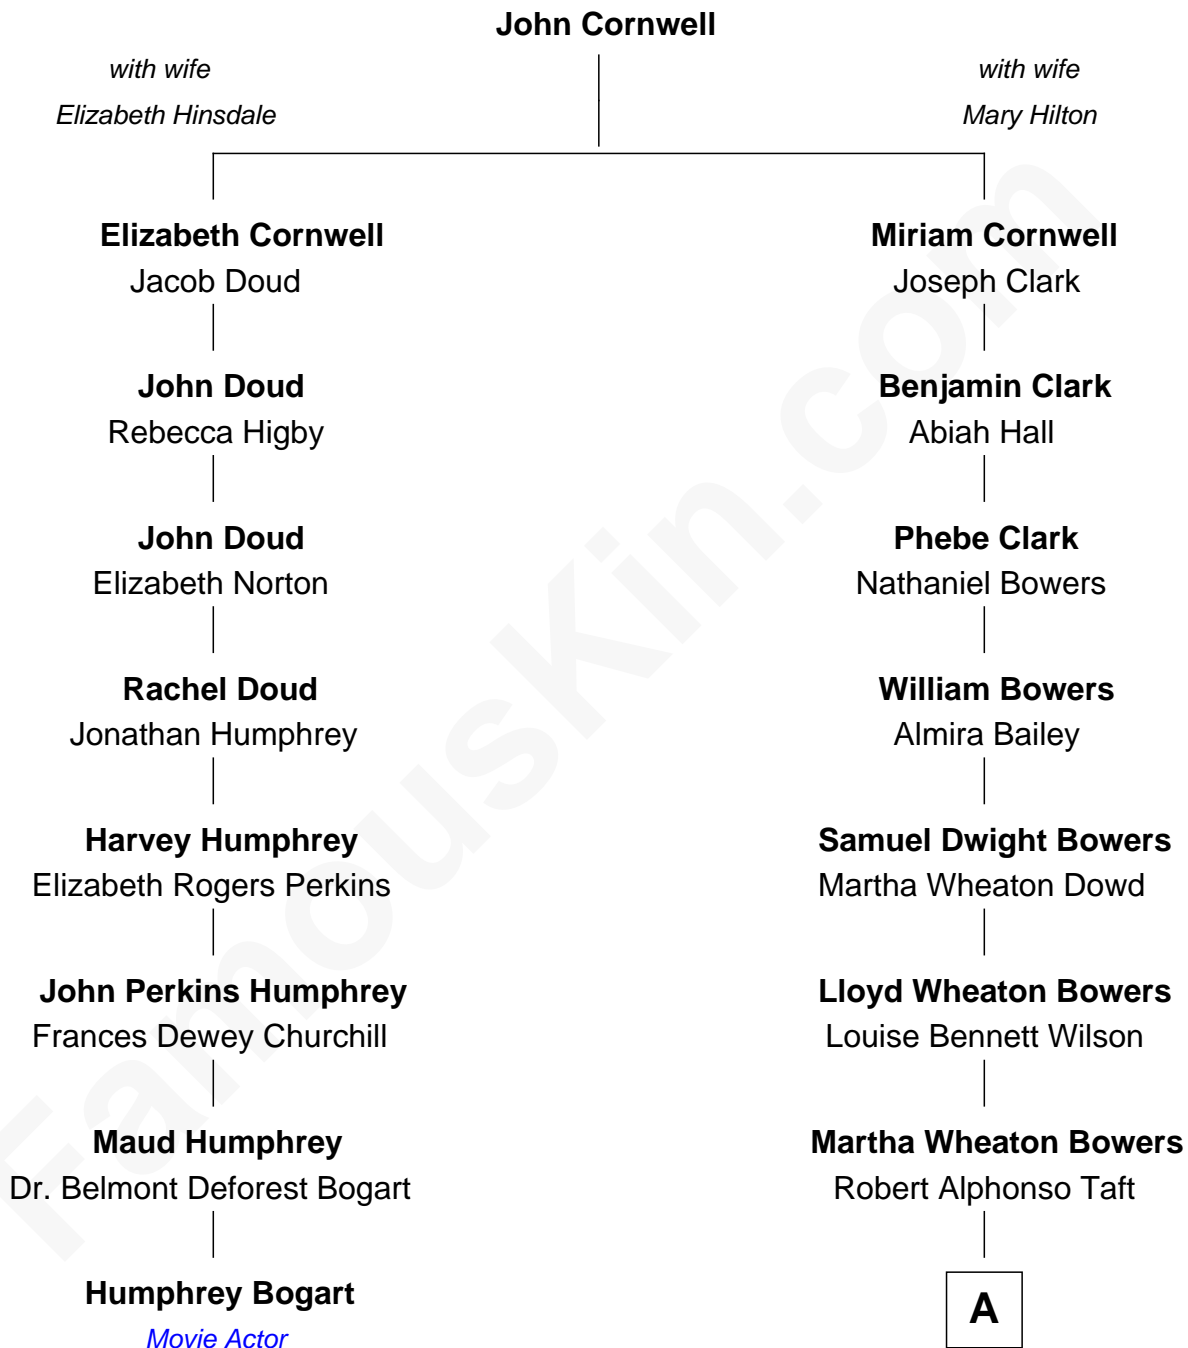 John Cornwell
with wife
Elizabeth Hinsdale
with wife
Mary Hilton
Elizabeth Cornwell
Jacob Doud
Miriam Cornwell
Joseph Clark
John Doud
Rebecca Higby
Benjamin Clark
Abiah Hall
John Doud
Elizabeth Norton
Phebe Clark
Nathaniel Bowers
Rachel Doud
Jonathan Humphrey
William Bowers
Almira Bailey
Harvey Humphrey
Elizabeth Rogers Perkins
Samuel Dwight Bowers
Martha Wheaton Dowd
John Perkins Humphrey
Frances Dewey Churchill
Lloyd Wheaton Bowers
Louise Bennett Wilson
Maud Humphrey
Dr. Belmont Deforest Bogart
Martha Wheaton Bowers
Robert Alphonso Taft
Humphrey Bogart
Movie Actor
A
FamousKin.com